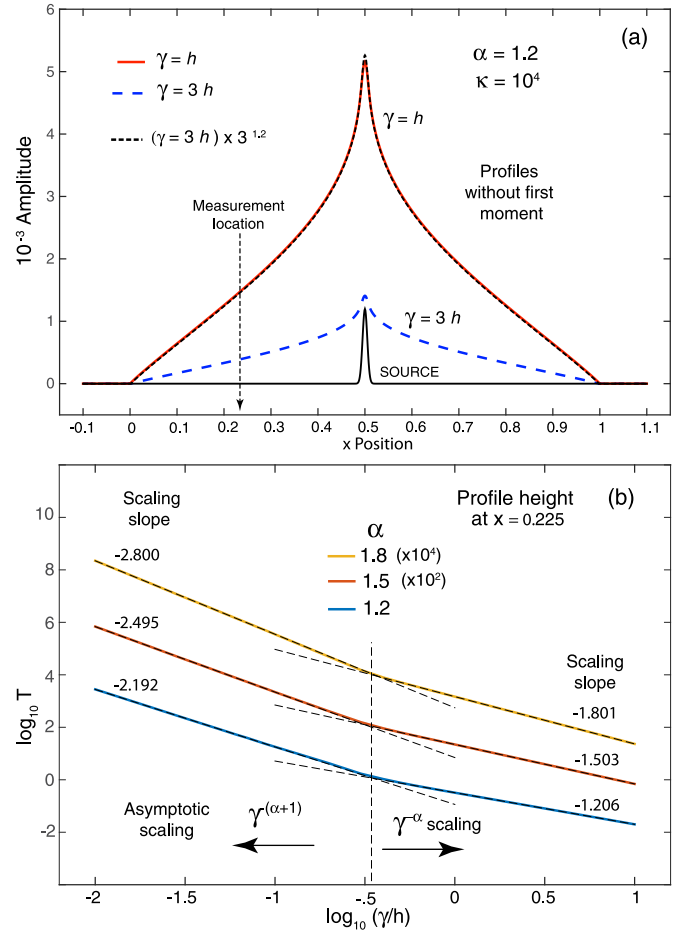 (a)
γ = h
γ = 3 h
(γ = 3 h ) x 3 1.2
α = 1.2
κ = 10⁴
γ = h
Profiles
without first
moment
Measurement
location
γ = 3 h
SOURCE
10⁻³ Amplitude
6
5
4
3
2
1
0
-0.1
0
0.1
0.2
0.3
0.4
0.5
0.6
0.7
0.8
0.9
1
1.1
x Position
(b)
Scaling
slope
Profile height
at x = 0.225
α
1.8 (x10⁴)
1.5 (x10²)
1.2
-2.800
-2.495
-2.192
Scaling
slope
-1.801
-1.503
-1.206
Asymptotic
scaling
γ(α+1)
γ-α scaling
log10 T
10
8
6
4
2
0
-2
-2
-1.5
-1
-.5
0
0.5
1
log10 (γ/h)